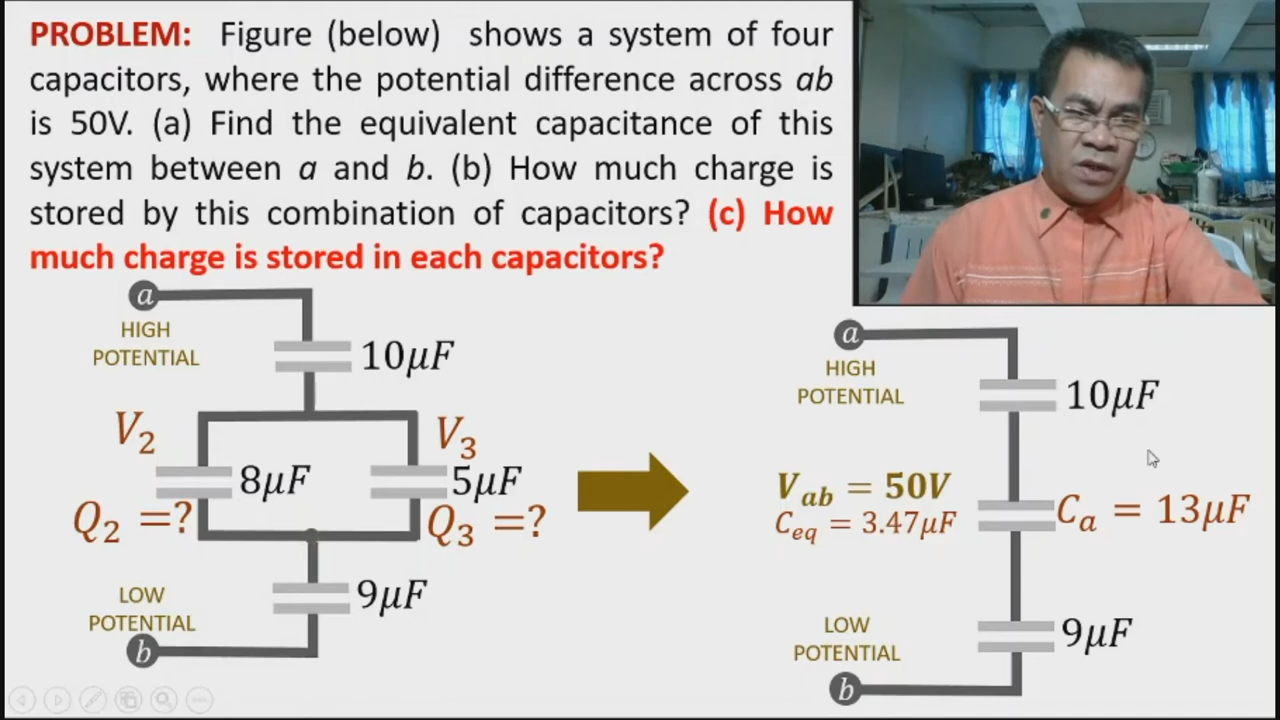 PROBLEM: Figure (below) shows a system of four
capacitors, where the potential difference across ab
is 50V. (a) Find the equivalent capacitance of this
system between a and b. (b) How much charge is
stored by this combination of capacitors? (c) How
much charge is stored in each capacitors?
a
HIGH
POTENTIAL
10μF
V₂
V₃
8μF
5μF
Q₂ =?
Q₃ =?
LOW
POTENTIAL
9μF
b
a
HIGH
POTENTIAL
10μF
Vab = 50V
Ceq = 3.47μF
Ca = 13μF
LOW
POTENTIAL
9μF
b